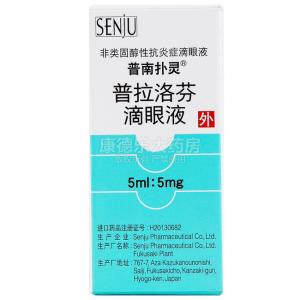 SENJU
非类固醇性抗炎症滴眼液
普南扑灵®
普拉洛芬
滴眼液
外
康德乐大药房
5ml:5mg
进口药品注册证号：H20130682
生产企业：Senju Pharmaceutical Co., Ltd.
生产厂名称：Senju Pharmaceutical Co., Ltd.
Fukusaki Plant
生产厂地址：767-7, Aza Kazukanounonishi,
Saiji, Fukusakicho, Kanzaki-gun,
Hyogo-ken, Japan